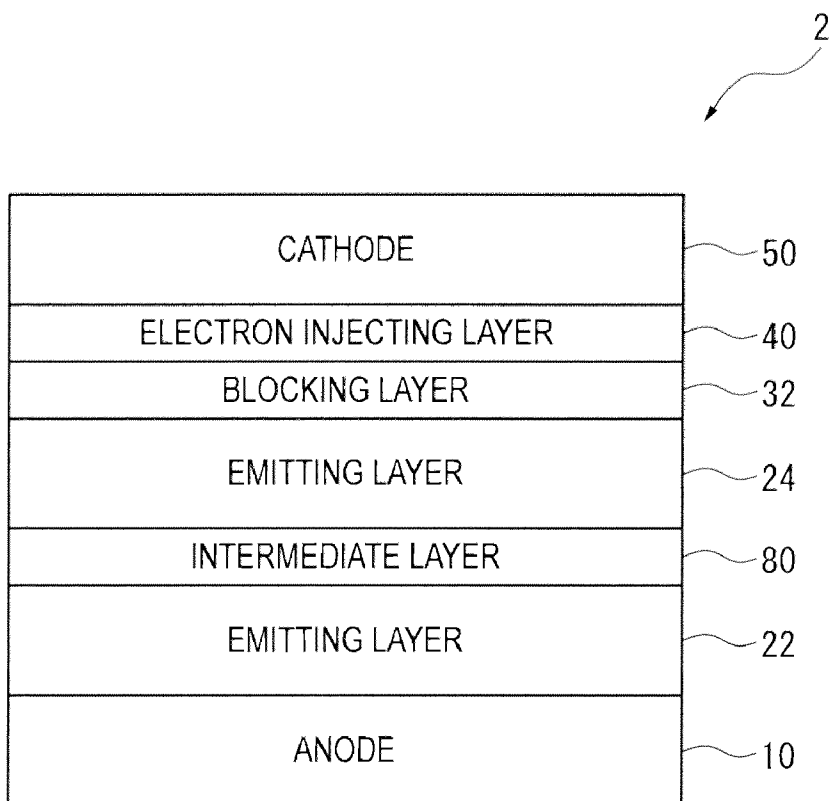 2
CATHODE 50
ELECTRON INJECTING LAYER 40
BLOCKING LAYER 32
EMITTING LAYER 24
INTERMEDIATE LAYER 80
EMITTING LAYER 22
ANODE 10